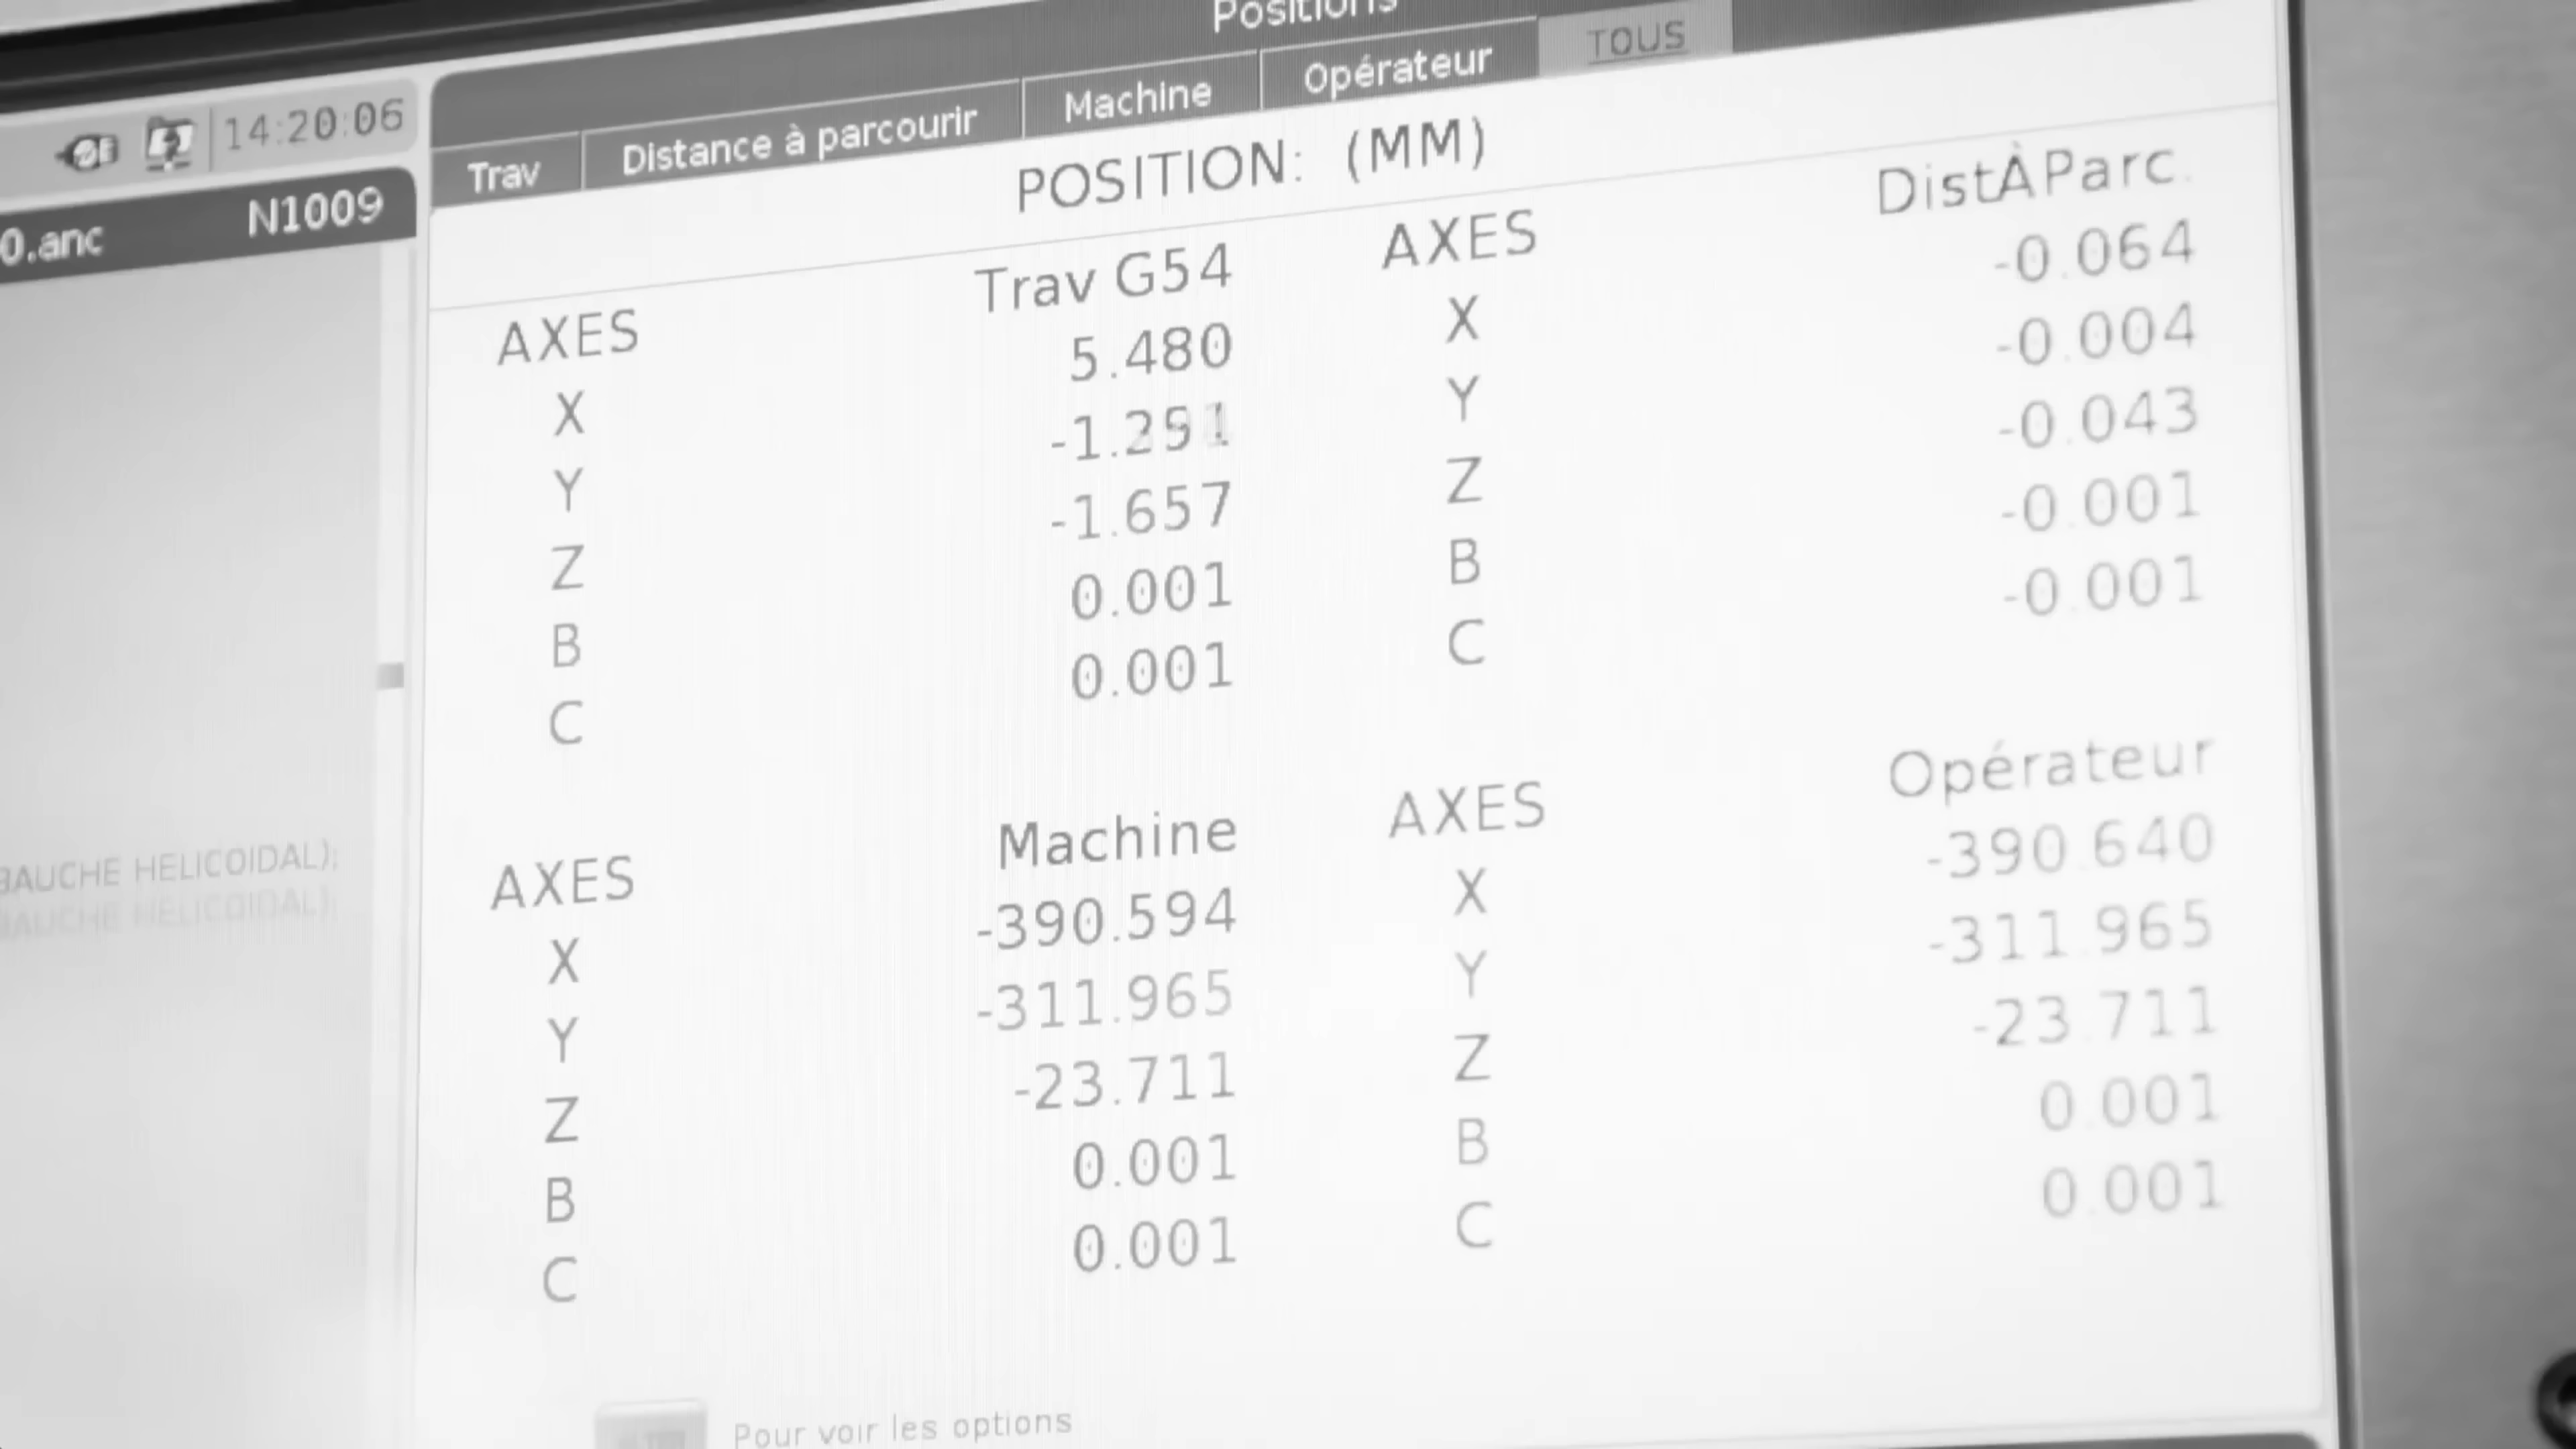 Positions
14:20:06
0.anc N1009
Trav Distance à parcourir Machine Opérateur TOUS
POSITION: (MM)
AXES Trav G54
X 5.480
Y
Z -1.657
B 0.001
C 0.001
AXES DistÀParc.
X -0.064
Y -0.004
Z -0.043
B -0.001
C -0.001
AXES Machine
X -390.594
Y -311.965
Z -23.711
B 0.001
C 0.001
AXES Opérateur
X -390.640
Y -311.965
Z -23.711
B 0.001
C 0.001
BAUCHE HELICOIDAL);
Pour voir les options